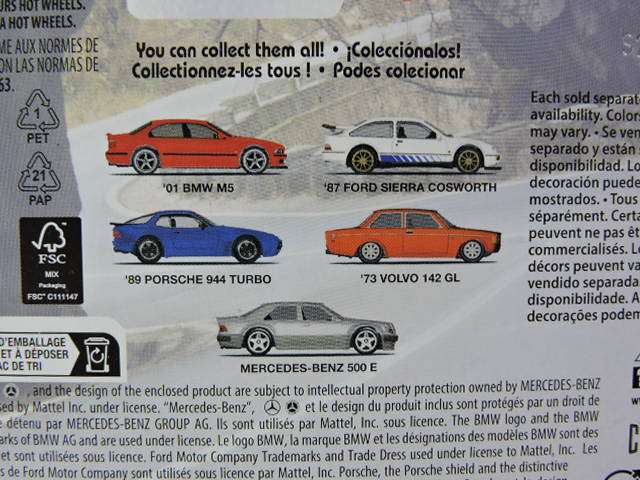 URS HOT WHEELS.
A HOT WHEELS.
ME AUX NORMES DE
ON LAS NORMAS DE
63.
1
PET
21
PAP
FSC
MIX
Packaging
FSC® C111147
D'EMBALLAGE
ET À DÉPOSER
AC DE TRI
You can collect them all! • ¡Colecciónalos!
Collectionnez-les tous ! • Podes colecionar
'01 BMW M5
'87 FORD SIERRA COSWORTH
'89 PORSCHE 944 TURBO
'73 VOLVO 142 GL
MERCEDES-BENZ 500 E
Each sold separat
availability. Colors
may vary. • Se ven
separado y están s
disponibilidad. Lo
decoración puede
mostrados. • Tous
séparément. Certa
peuvent ne pas êt
commercialisés. Le
décors peuvent va
vendido separada
disponibilidade. A
decorações podem
, and the design of the enclosed product are subject to intellectual property protection owned by MERCEDES-BENZ
sed by Mattel Inc. under license. "Mercedes-Benz", et le design du produit inclus sont protégés par un droit de
e détenu par MERCEDES-BENZ GROUP AG. Ils sont utilisés par Mattel, Inc. sous licence. The BMW logo and the BMW
rks of BMW AG and are used under license. Le logo BMW, la marque BMW et les désignations des modèles BMW sont des
et sont utilisées sous licence. Ford Motor Company Trademarks and Trade Dress used under license to Mattel, Inc. Les
s de Ford Motor Company sont utilisés sous licence par Mattel, Inc. Porsche, the Porsche shield and the distinctive